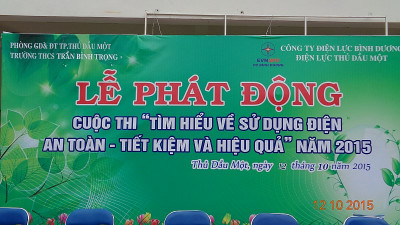 PHÒNG GD& ĐT TP.THỦ DẦU MỘT
TRƯỜNG THCS TRẦN BÌNH TRỌNG
CÔNG TY ĐIỆN LỰC BÌNH DƯƠNG
ĐIỆN LỰC THỦ DẦU MỘT
LỄ PHÁT ĐỘNG
CUỘC THI “TÌM HIỂU VỀ SỬ DỤNG ĐIỆN
AN TOÀN - TIẾT KIỆM VÀ HIỆU QUẢ” NĂM 2015
Thủ Dầu Một, ngày 12 tháng 10 năm 2015
12 10 2015